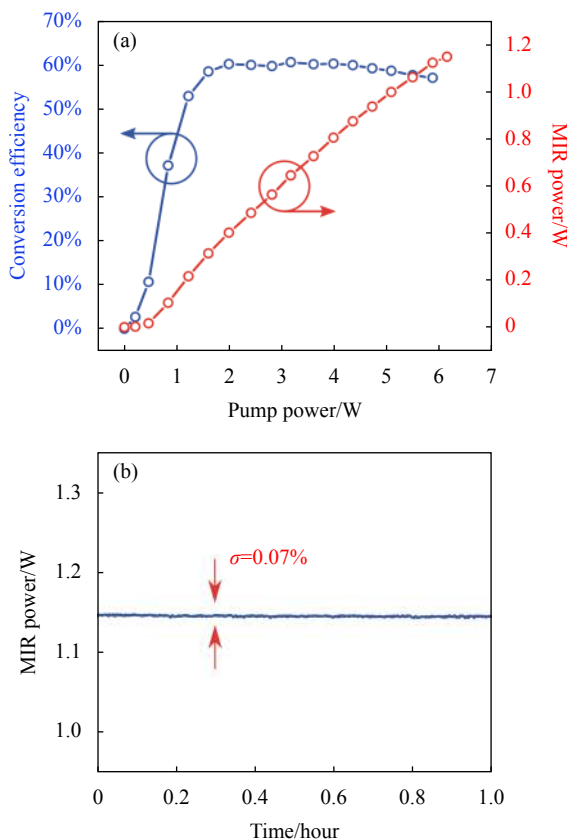 (a)
70%
60%
50%
40%
30%
20%
10%
0%
Conversion efficiency
1.2
1.0
0.8
0.6
0.4
0.2
0
MIR power/W
0 1 2 3 4 5 6 7
Pump power/W
(b)
1.3
1.2
1.1
1.0
MIR power/W
σ=0.07%
0 0.2 0.4 0.6 0.8 1.0
Time/hour